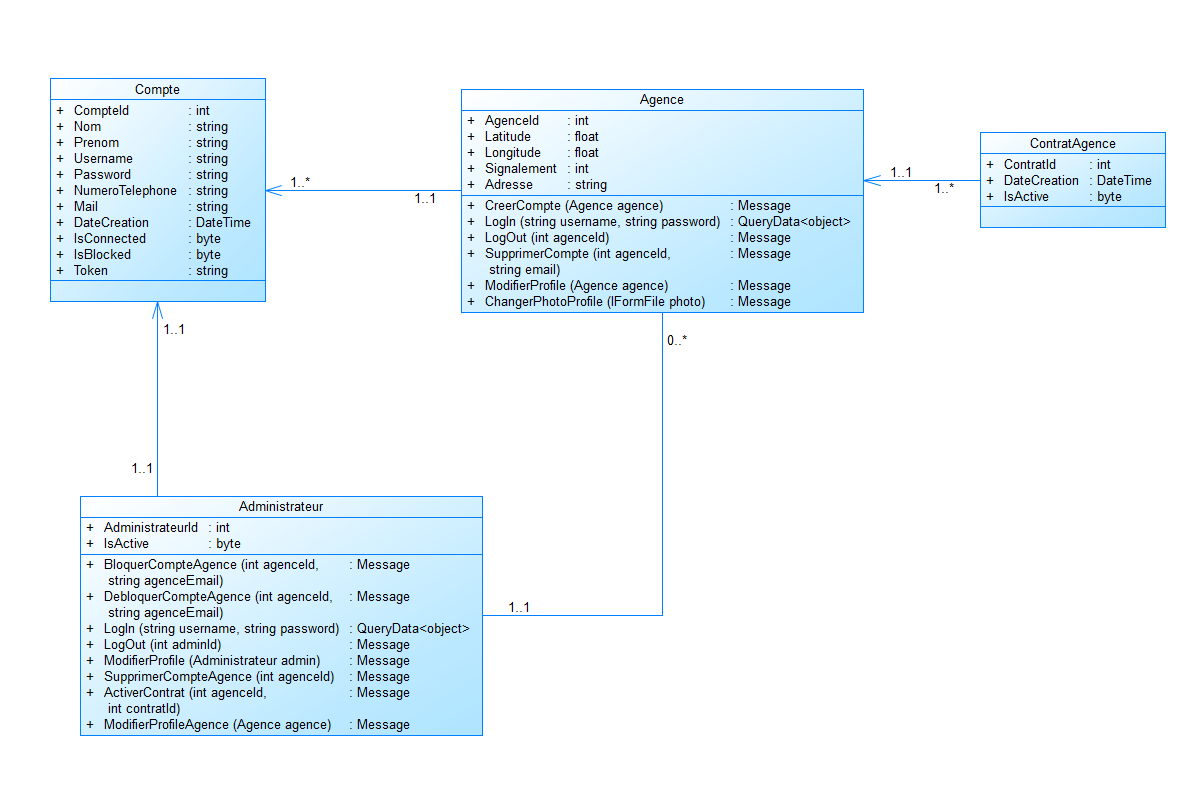 Compte
+ CompteId : int
+ Nom : string
+ Prenom : string
+ Username : string
+ Password : string
+ NumeroTelephone : string
+ Mail : string
+ DateCreation : DateTime
+ IsConnected : byte
+ IsBlocked : byte
+ Token : string
1..*
1..1
Agence
+ AgenceId : int
+ Latitude : float
+ Longitude : float
+ Signalement : int
+ Adresse : string
+ CreerCompte (Agence agence) : Message
+ LogIn (string username, string password) : QueryData<object>
+ LogOut (int agenceId) : Message
+ SupprimerCompte (int agenceId, : Message
string email)
+ ModifierProfile (Agence agence) : Message
+ ChangerPhotoProfile (IFormFile photo) : Message
1..1
1..*
ContratAgence
+ ContratId : int
+ DateCreation : DateTime
+ IsActive : byte
1..1
0..*
1..1
Administrateur
+ AdministrateurId : int
+ IsActive : byte
+ BloquerCompteAgence (int agenceId, : Message
string agenceEmail)
+ DebloquerCompteAgence (int agenceId, : Message
string agenceEmail)
+ LogIn (string username, string password) : QueryData<object>
+ LogOut (int adminId) : Message
+ ModifierProfile (Administrateur admin) : Message
+ SupprimerCompteAgence (int agenceId) : Message
+ ActiverContrat (int agenceId, : Message
int contratId)
+ ModifierProfileAgence (Agence agence) : Message
1..1